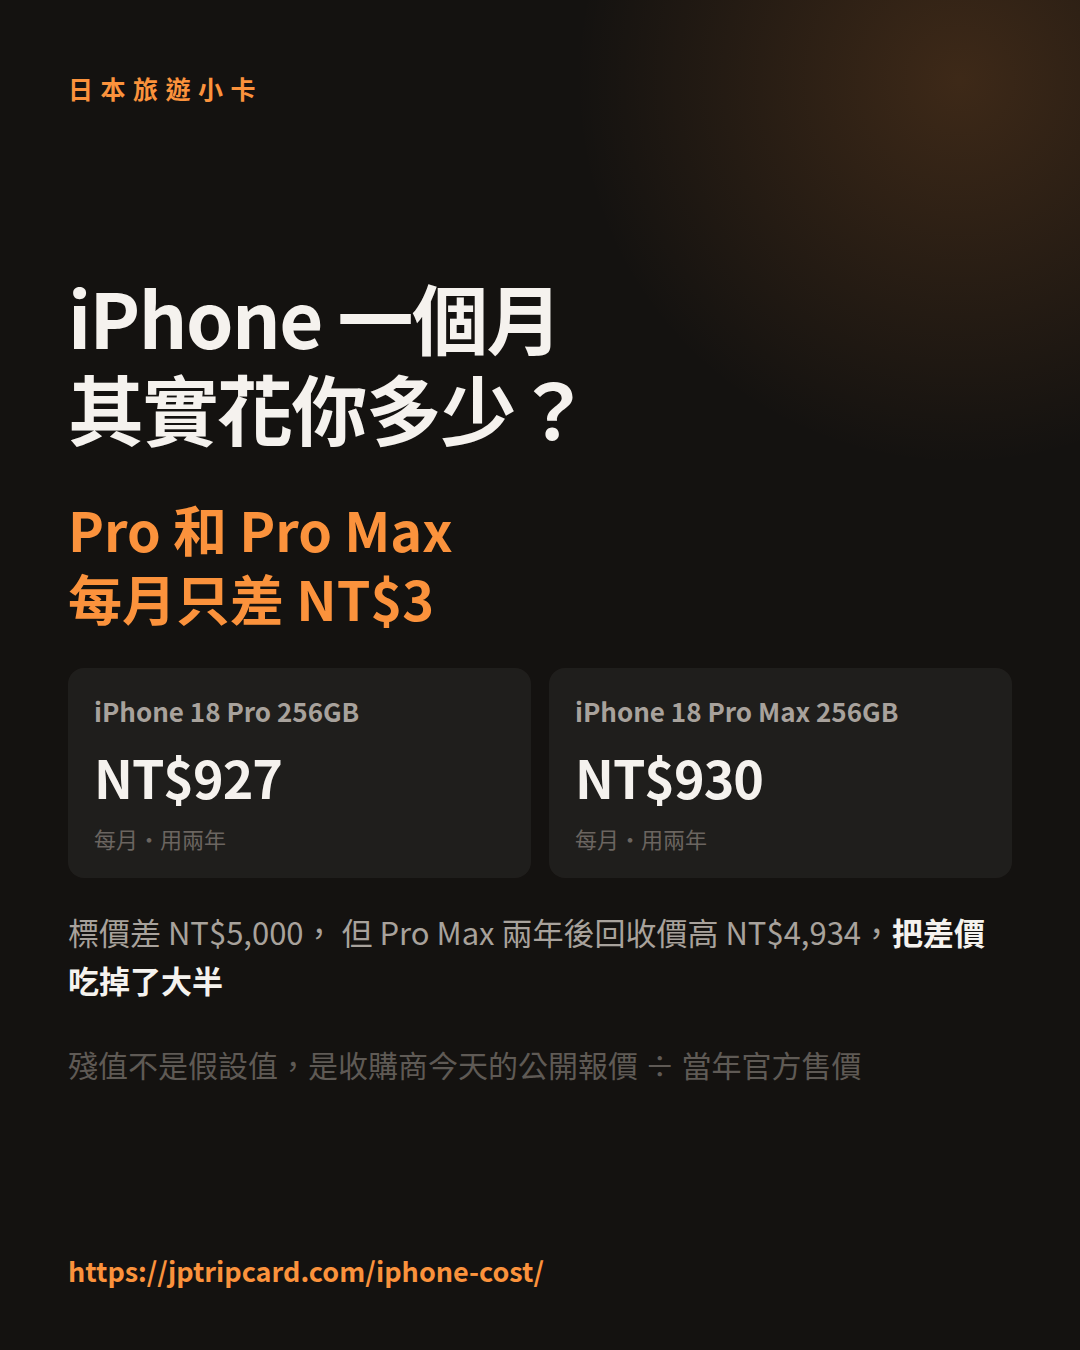 日本旅遊小卡
iPhone 一個月
其實花你多少？
Pro 和 Pro Max
每月只差 NT$3
iPhone 18 Pro 256GB
NT$927
每月・用兩年
iPhone 18 Pro Max 256GB
NT$930
每月・用兩年
標價差 NT$5,000， 但 Pro Max 兩年後回收價高 NT$4,934，把差價
吃掉了大半
殘值不是假設值，是收購商今天的公開報價 ÷ 當年官方售價
https://jptripcard.com/iphone-cost/